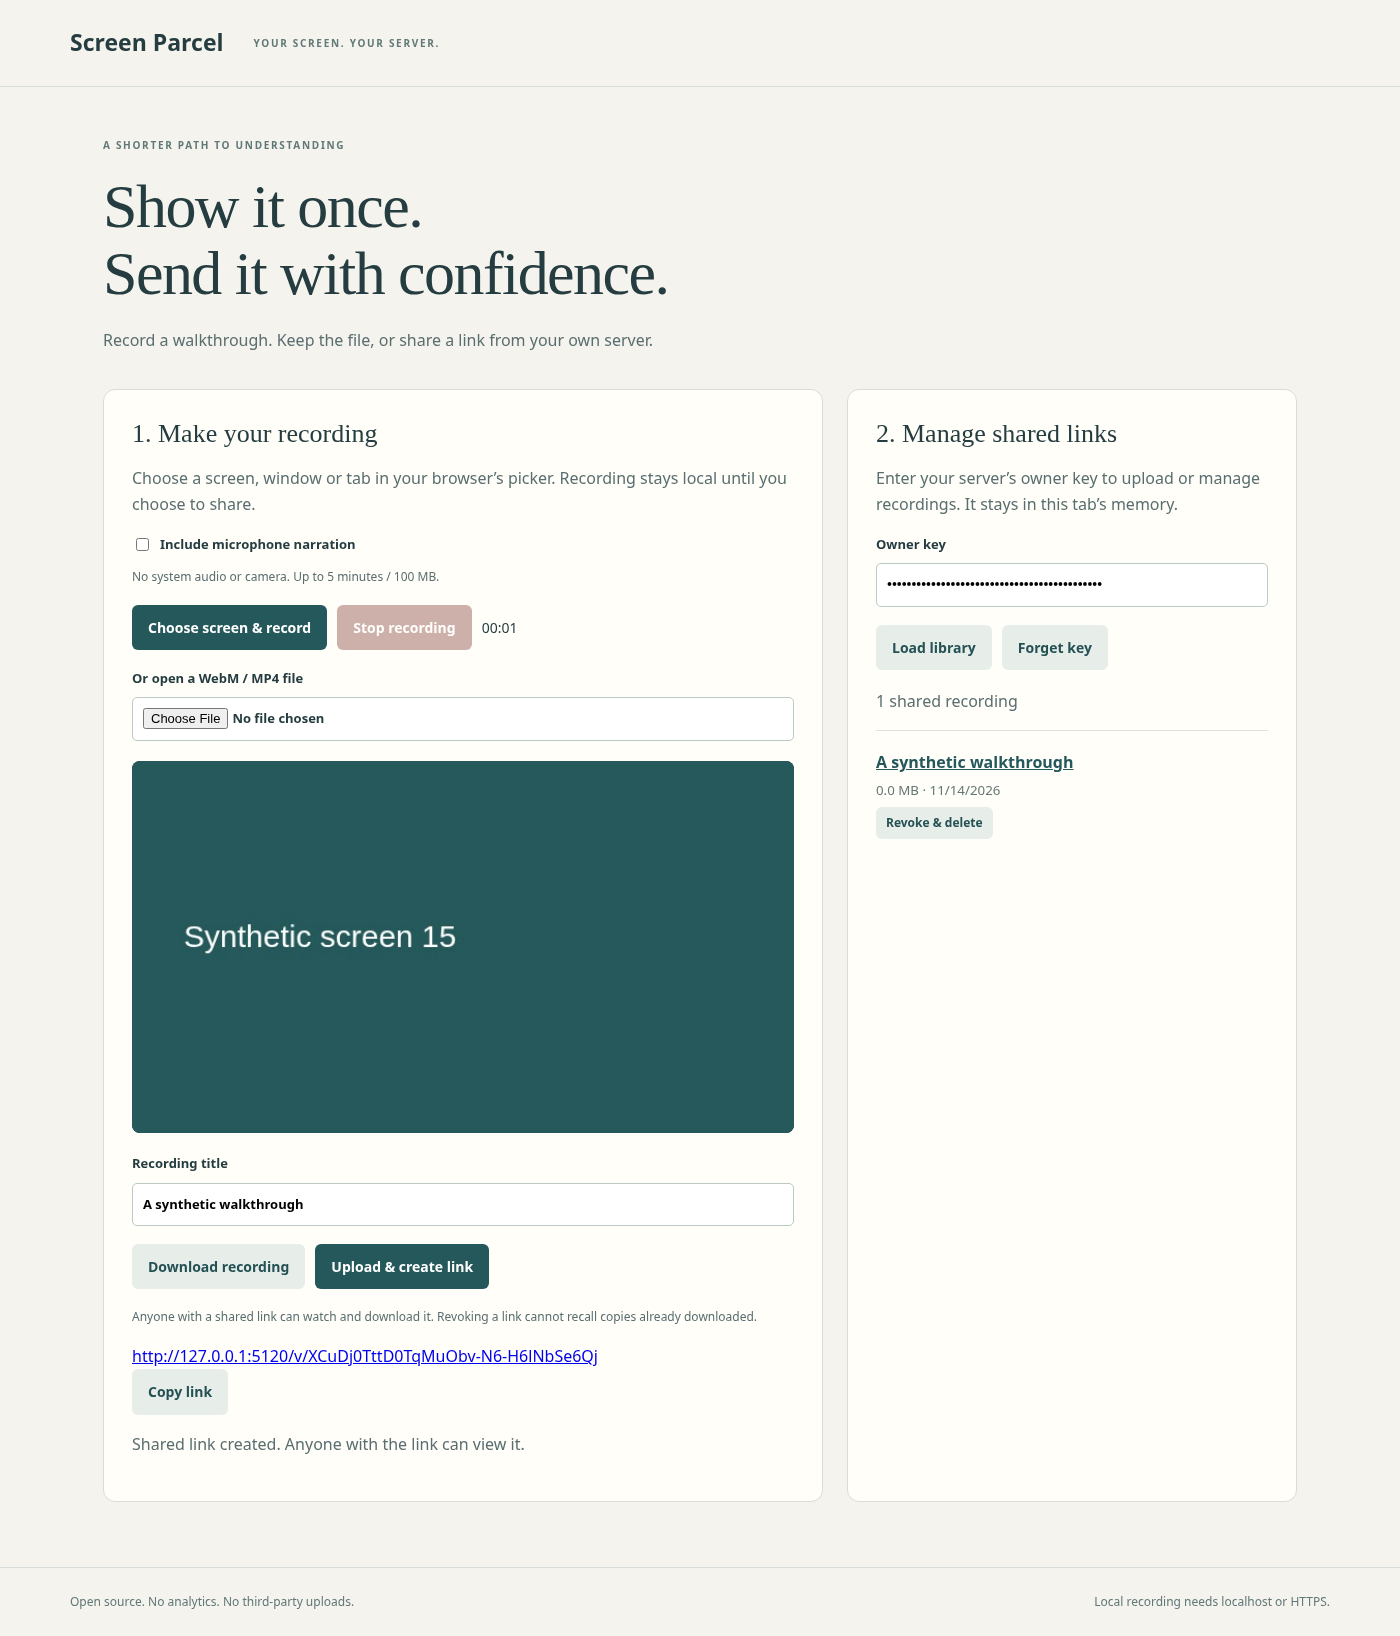 Screen Parcel
YOUR SCREEN. YOUR SERVER.
A SHORTER PATH TO UNDERSTANDING
Show it once.
Send it with confidence.
Record a walkthrough. Keep the file, or share a link from your own server.
1. Make your recording
Choose a screen, window or tab in your browser’s picker. Recording stays local until you
choose to share.
Include microphone narration
No system audio or camera. Up to 5 minutes / 100 MB.
Choose screen & record
Stop recording
00:01
Or open a WebM / MP4 file
Choose File No file chosen
Synthetic screen 15
Recording title
A synthetic walkthrough
Download recording
Upload & create link
Anyone with a shared link can watch and download it. Revoking a link cannot recall copies already downloaded.
http://127.0.0.1:5120/v/XCuDj0TttD0TqMuObv-N6-H6INbSe6Qj
Copy link
Shared link created. Anyone with the link can view it.
2. Manage shared links
Enter your server’s owner key to upload or manage
recordings. It stays in this tab’s memory.
Owner key
••••••••••••••••••••••••••••••••••••••••••••
Load library
Forget key
1 shared recording
A synthetic walkthrough
0.0 MB · 11/14/2026
Revoke & delete
Open source. No analytics. No third-party uploads.
Local recording needs localhost or HTTPS.